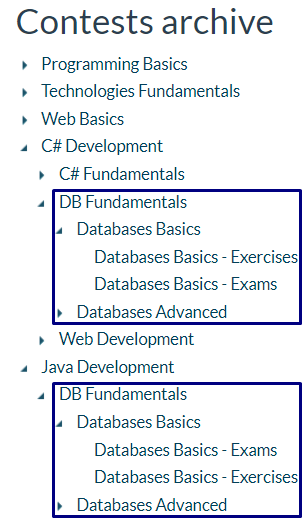 Contests archive
Programming Basics
Technologies Fundamentals
Web Basics
C# Development
C# Fundamentals
DB Fundamentals
Databases Basics
Databases Basics - Exercises
Databases Basics - Exams
Databases Advanced
Web Development
Java Development
DB Fundamentals
Databases Basics
Databases Basics - Exams
Databases Basics - Exercises
Databases Advanced